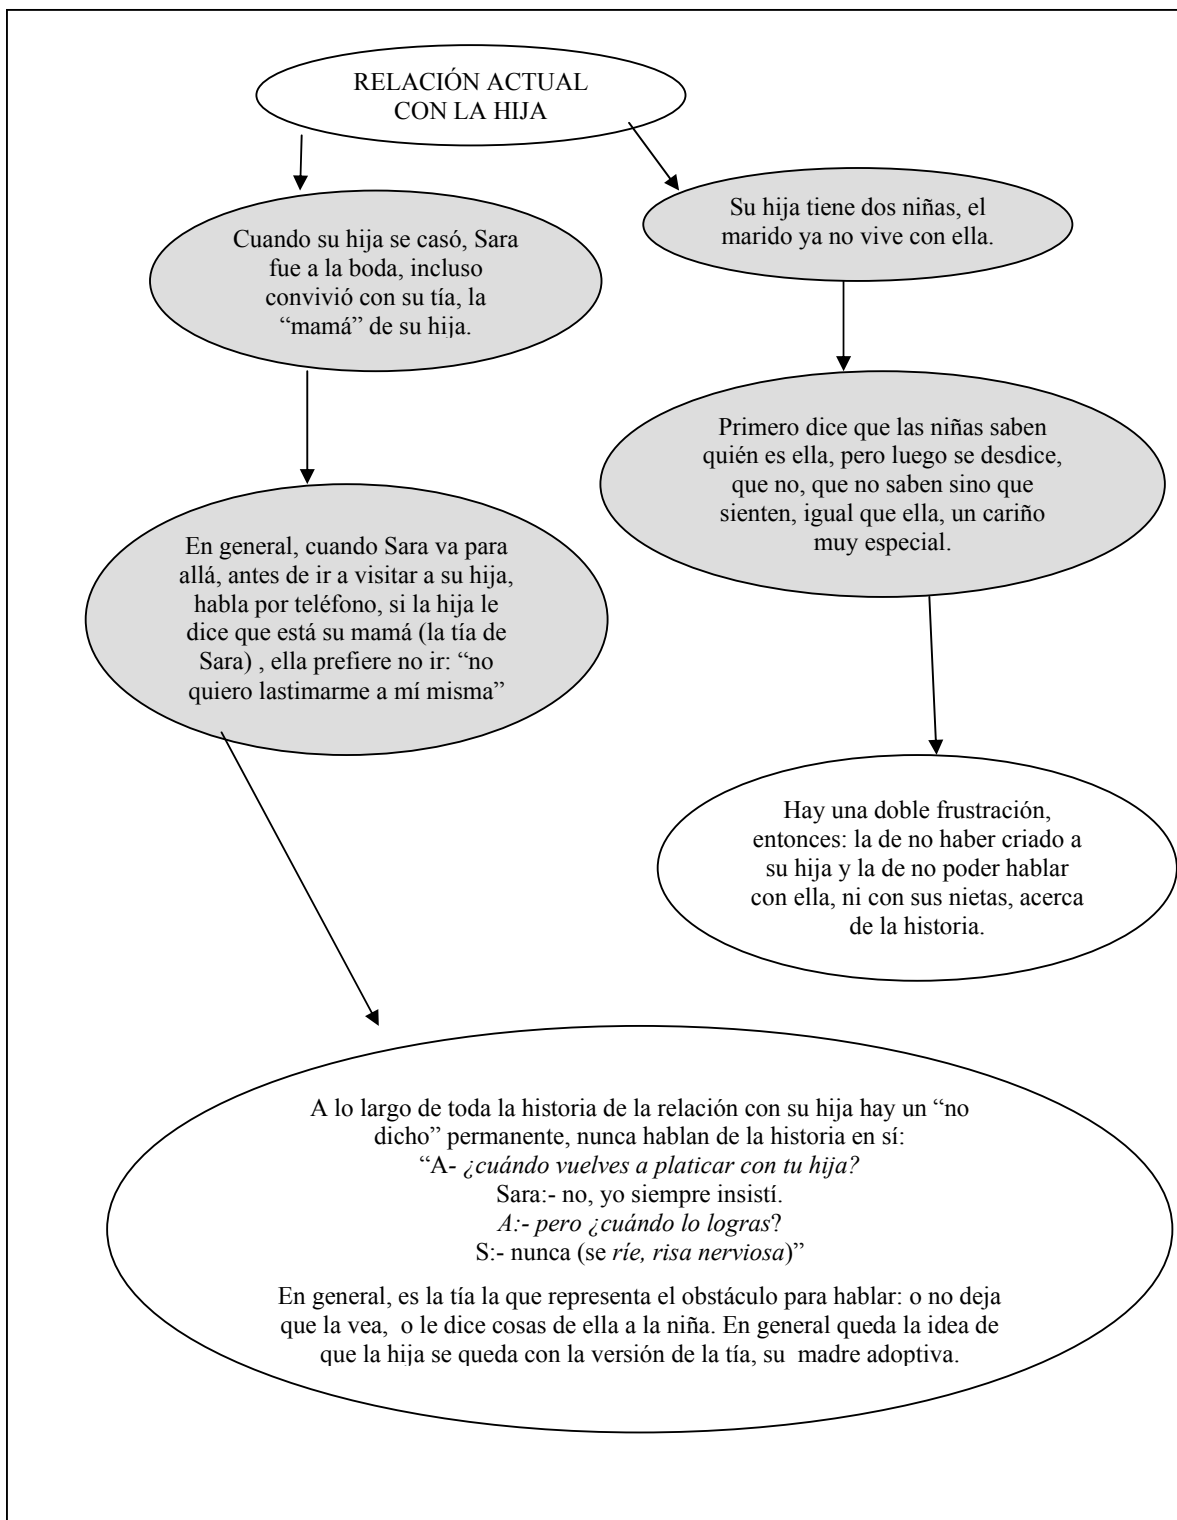 RELACIÓN ACTUAL
CON LA HIJA
Cuando su hija se casó, Sara
fue a la boda, incluso
convivió con su tía, la
“mamá” de su hija.
Su hija tiene dos niñas, el
marido ya no vive con ella.
Primero dice que las niñas saben
quién es ella, pero luego se desdice,
que no, que no saben sino que
sienten, igual que ella, un cariño
muy especial.
En general, cuando Sara va para
allá, antes de ir a visitar a su hija,
habla por teléfono, si la hija le
dice que está su mamá (la tía de
Sara) , ella prefiere no ir: “no
quiero lastimarme a mí misma”
Hay una doble frustración,
entonces: la de no haber criado a
su hija y la de no poder hablar
con ella, ni con sus nietas, acerca
de la historia.
A lo largo de toda la historia de la relación con su hija hay un “no
dicho” permanente, nunca hablan de la historia en sí:
“A- ¿cuándo vuelves a platicar con tu hija?
Sara:- no, yo siempre insistí.
A:- pero ¿cuándo lo logras?
S:- nunca (se ríe, risa nerviosa)”
En general, es la tía la que representa el obstáculo para hablar: o no deja
que la vea, o le dice cosas de ella a la niña. En general queda la idea de
que la hija se queda con la versión de la tía, su madre adoptiva.